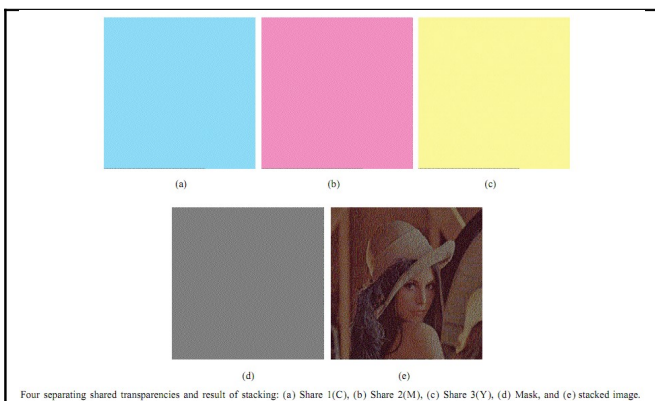 (a)
(b)
(c)
(d)
(e)
Four separating shared transparencies and result of stacking: (a) Share 1(C), (b) Share 2(M), (c) Share 3(Y), (d) Mask, and (e) stacked image.